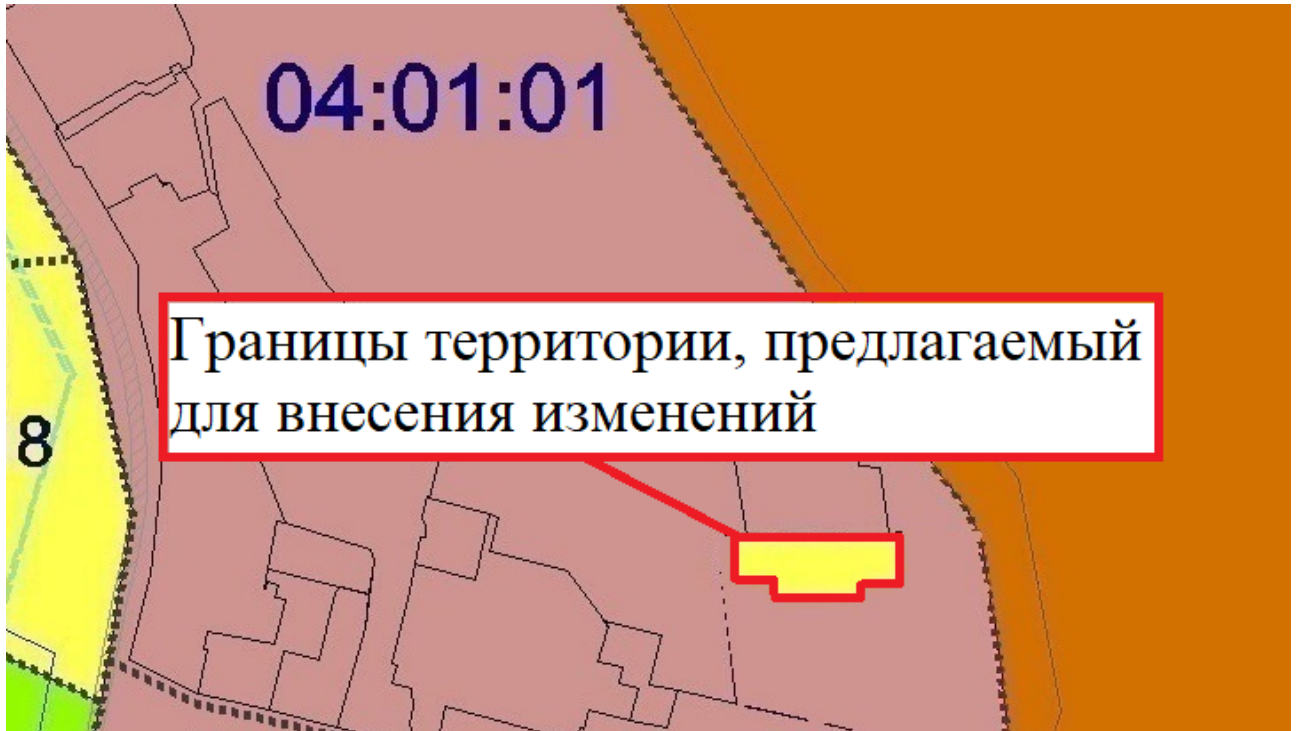 04:01:01
Границы территории, предлагаемый
для внесения изменений
8